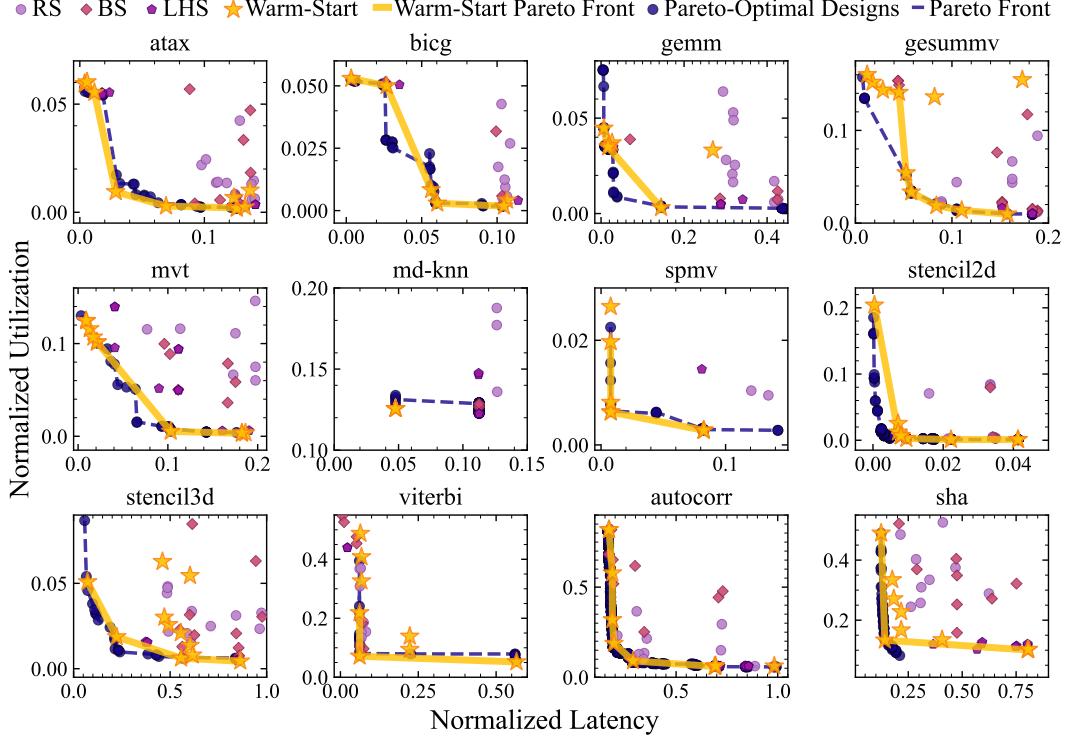 RS BS LHS Warm-Start Warm-Start Pareto Front Pareto-Optimal Designs Pareto Front
atax bicg gemm gesummv
0.05
0.00
0.0 0.1
0.050
0.025
0.000
0.00 0.05 0.10
0.05
0.00
0.0 0.2 0.4
0.1
0.0
0.0 0.1 0.2
mvt md-knn spmv stencil2d
0.1
0.0
0.0 0.1 0.2
0.20
0.15
0.10
0.00 0.05 0.10 0.15
0.02
0.00
0.0 0.1
0.2
0.1
0.0
0.00 0.02 0.04
stencil3d viterbi autocorr sha
0.05
0.00
0.0 0.5 1.0
0.4
0.2
0.0
0.00 0.25 0.50
0.5
0.0
0.5 1.0
0.4
0.2
0.25 0.50 0.75
Normalized Utilization
Normalized Latency